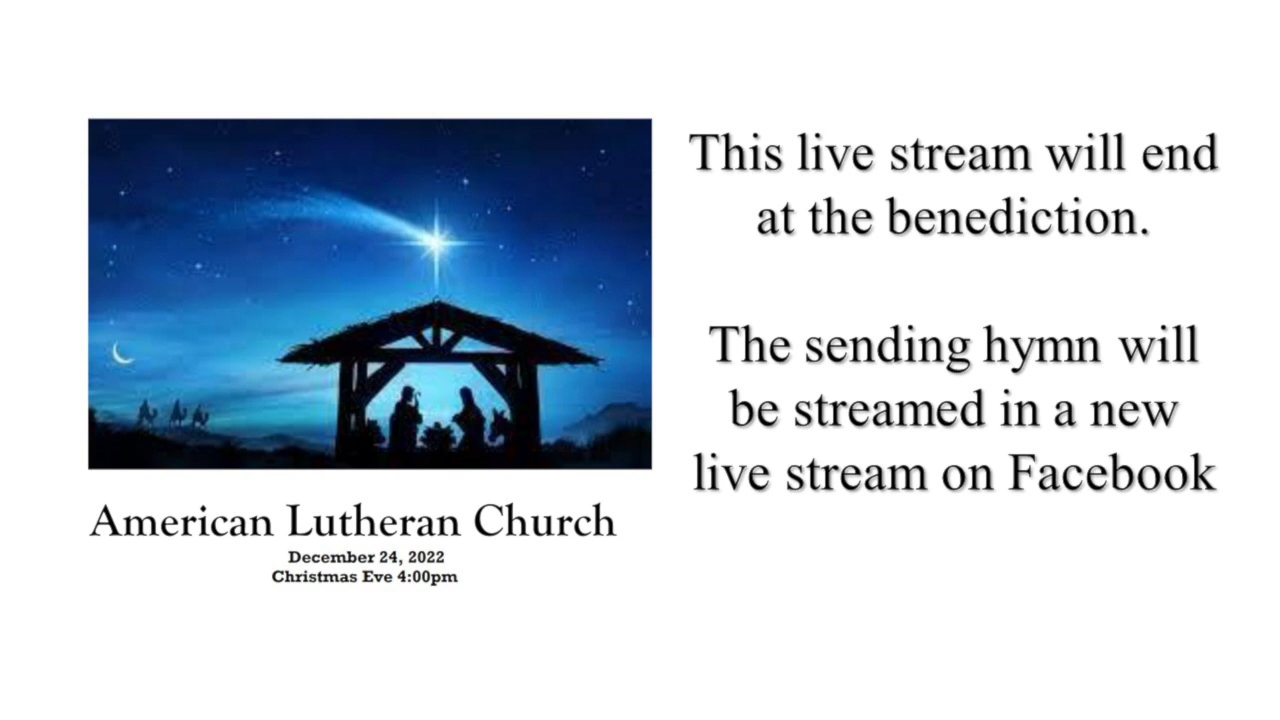 American Lutheran Church
December 24, 2022
Christmas Eve 4:00pm
This live stream will end
at the benediction.
The sending hymn will
be streamed in a new
live stream on Facebook